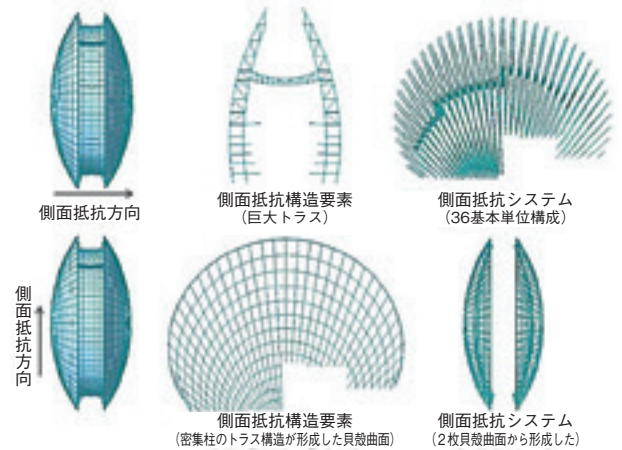 側面抵抗方向
側面抵抗構造要素
(巨大トラス)
側面抵抗システム
(36基本単位構成)
側面抵抗方向
側面抵抗構造要素
(密集柱のトラス構造が形成した貝殻曲面)
側面抵抗システム
(2枚貝殻曲面から形成した)